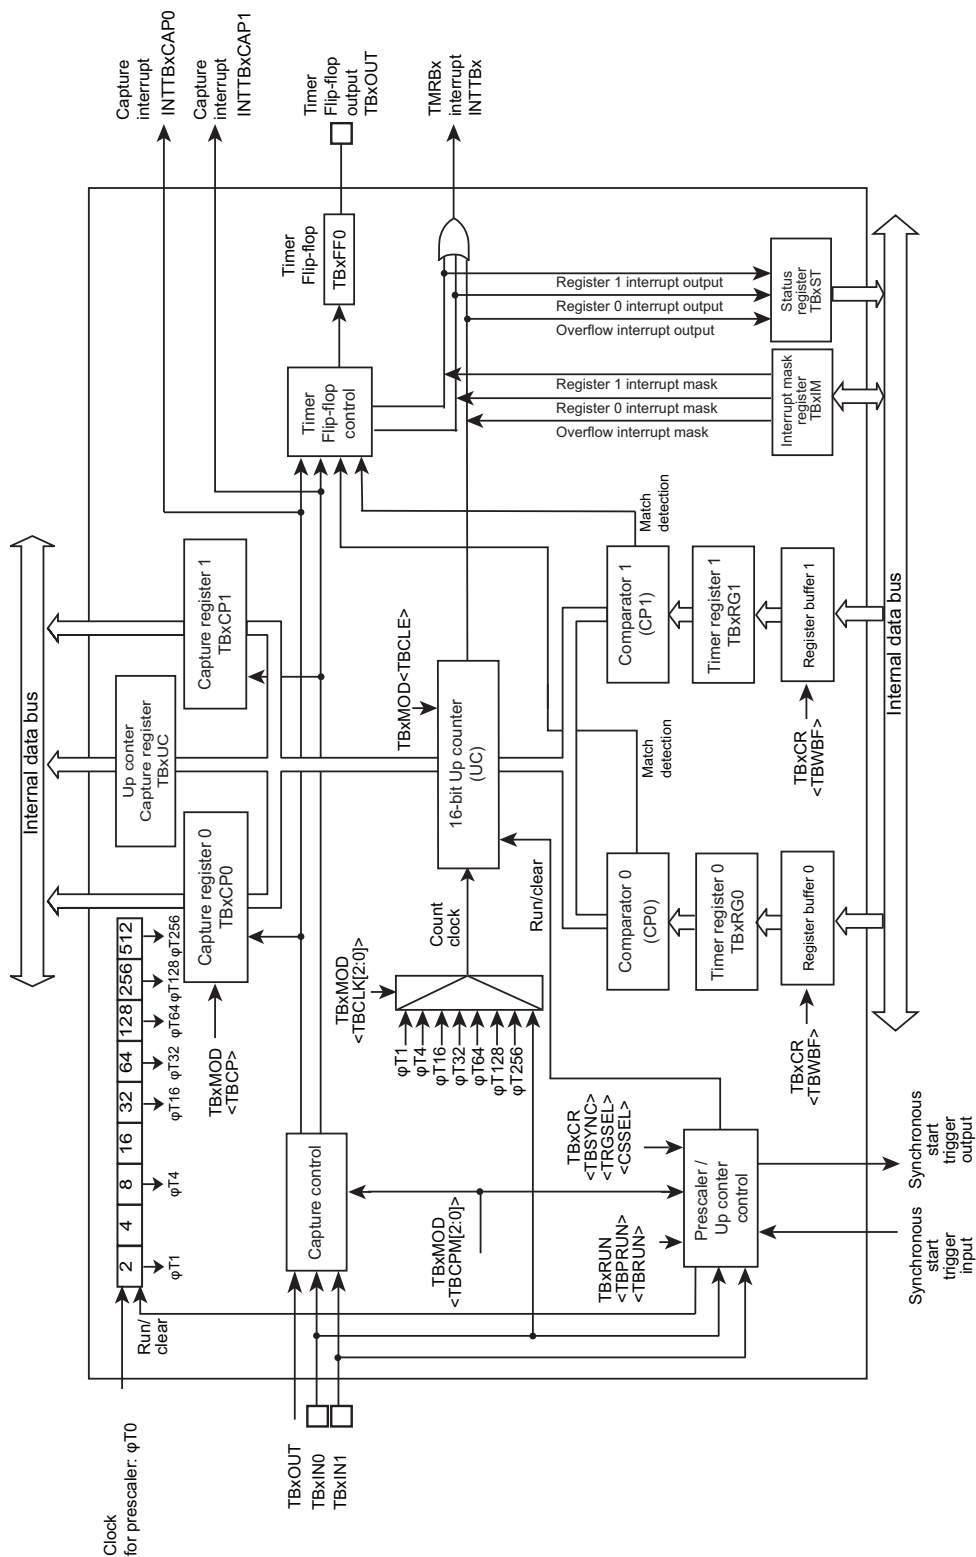 Clock
for prescaler: φT0
Run/
clear
2
4
8
16
32
64
128
256
512
φT1
φT4
φT16
φT32
φT64
φT128
φT256
Internal data bus
Capture
interrupt
INTTBxCAP0
Capture
interrupt
INTTBxCAP1
TBxMOD
<TBCP>
Capture register 0
TBxCP0
Up conter
Capture register
TBxUC
Capture register 1
TBxCP1
TBxOUT
TBxIN0
TBxIN1
Capture control
Timer
Flip-flop
control
Timer
Flip-flop
TBxFF0
Timer
Flip-flop
output
TBxOUT
TBxMOD
<TBCPM[2:0]>
TBxMOD
<TBCLK[2:0]>
φT1
φT4
φT16
φT32
φT64
φT128
φT256
Count
clock
TBxMOD<TBCLE>
16-bit Up counter
(UC)
Run/clear
TMRBx
interrupt
INTTBx
Register 1 interrupt output
Register 0 interrupt output
Overflow interrupt output
Register 1 interrupt mask
Register 0 interrupt mask
Overflow interrupt mask
TBxRUN
<TBPRUN>
<TBRUN>
TBxCR
<TBSYNC>
<TRGSEL>
<CSSEL>
Prescaler /
Up conter
control
Match
detection
Match
detection
Comparator 0
(CP0)
Comparator 1
(CP1)
Timer register 0
TBxRG0
Timer register 1
TBxRG1
Register buffer 0
Register buffer 1
TBxCR
<TBWBF>
TBxCR
<TBWBF>
Interrupt mask
register
TBxIM
Status
register
TBxST
Internal data bus
Synchronous
start
trigger
input
Synchronous
start
trigger
output